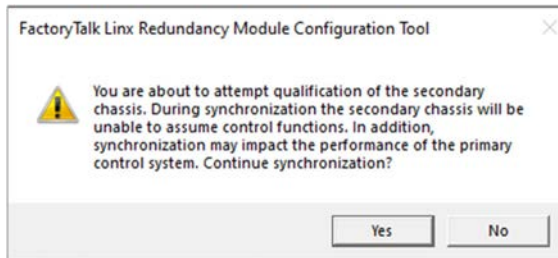 FactoryTalk Linx Redundancy Module Configuration Tool
You are about to attempt qualification of the secondary
chassis. During synchronization the secondary chassis will be
unable to assume control functions. In addition,
synchronization may impact the performance of the primary
control system. Continue synchronization?
Yes No